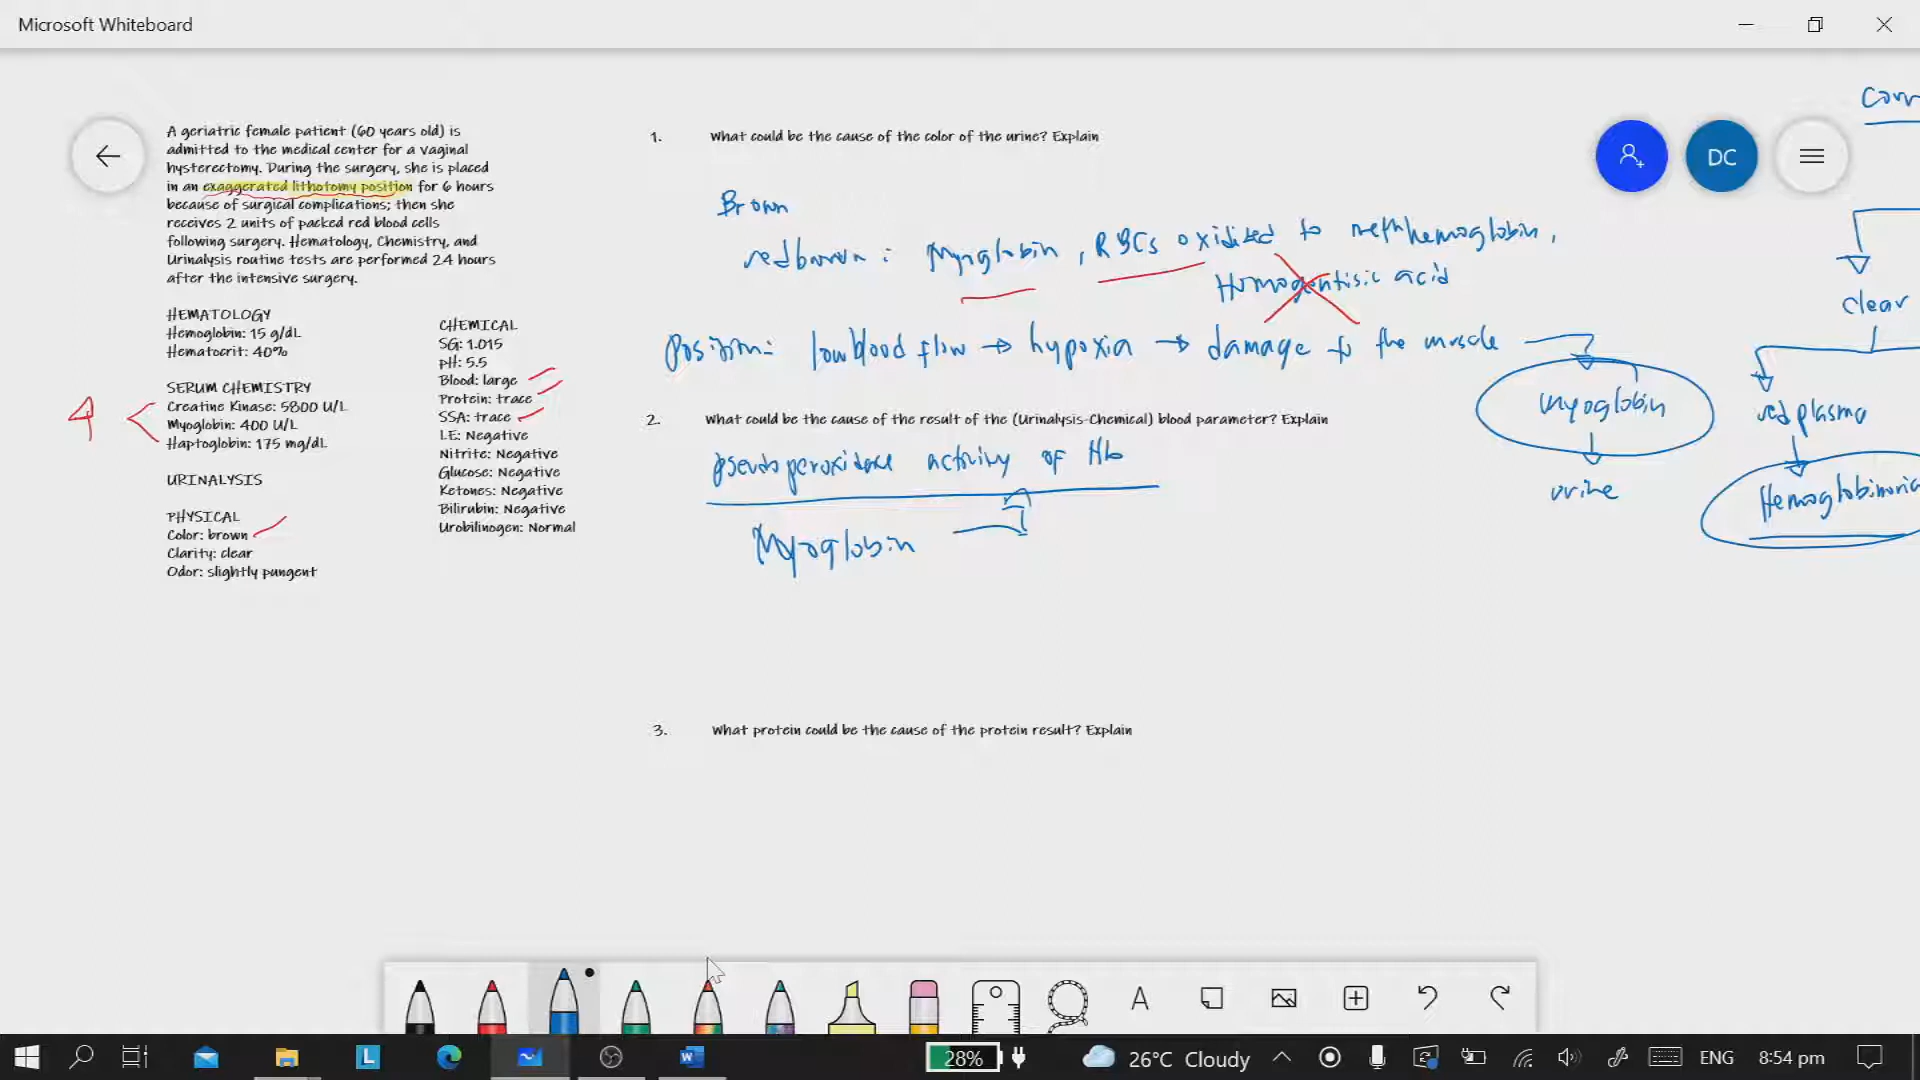 Microsoft Whiteboard
A geriatric female patient (60 years old) is
admitted to the medical center for a vaginal
hysterectomy. During the surgery, she is placed
in an exaggerated lithotomy position for 6 hours
because of surgical complications; then she
receives 2 units of packed red blood cells
following surgery. Hematology, Chemistry, and
Urinalysis routine tests are performed 24 hours
after the intensive surgery.
HEMATOLOGY
Hemoglobin: 15 g/dL
Hematocrit: 40%
SERUM CHEMISTRY
Creatine Kinase: 5800 U/L
Myoglobin: 400 U/L
Haptoglobin: 175 mg/dL
4
URINALYSIS
PHYSICAL
Color: brown
Clarity: clear
Odor: slightly pungent
CHEMICAL
SG: 1.015
pH: 5.5
Blood: large
Protein: trace
SSA: trace
LE: Negative
Nitrite: Negative
Glucose: Negative
Ketones: Negative
Bilirubin: Negative
Urobilinogen: Normal
1. What could be the cause of the color of the urine? Explain
Brown
redbrown: Myoglobin, RBCs oxidized to methhemoglobin,
Homogentisic acid
Position: low blood flow → hypoxia → damage to the muscle
myoglobin
urine
2. What could be the cause of the result of the (Urinalysis-Chemical) blood parameter? Explain
pseudoperoxidase activity of Hb
Myoglobin
3. What protein could be the cause of the protein result? Explain
clear
red plasma
DC
A
28%
26°C Cloudy
ENG
8:54 pm